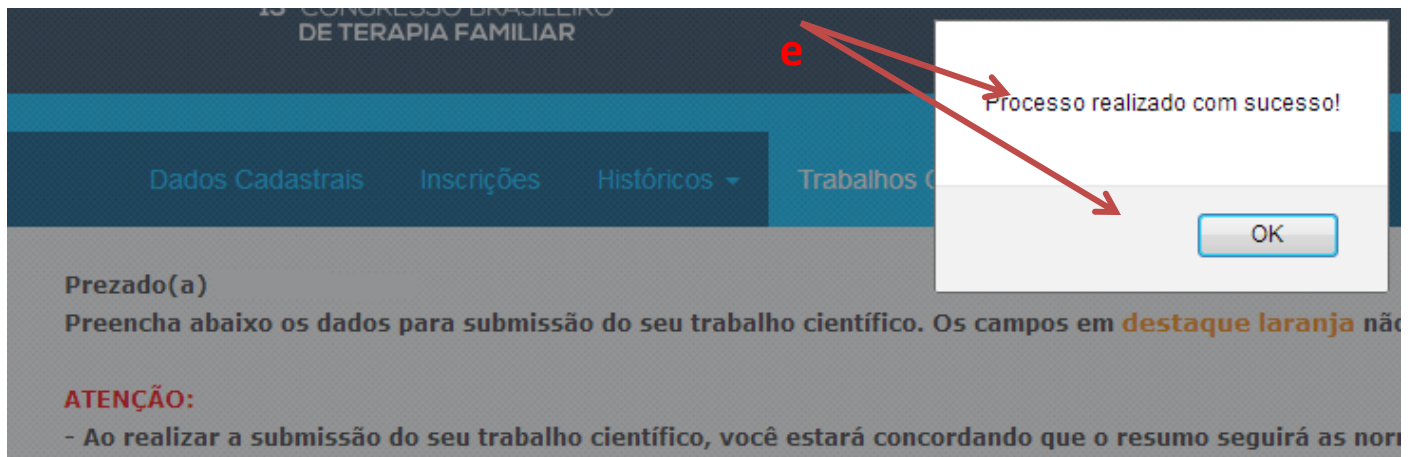 DE TERAPIA FAMILIAR
e
Processo realizado com sucesso!
Dados Cadastrais Inscrições Históricos Trabalhos
OK
Prezado(a)
Preencha abaixo os dados para submissão do seu trabalho científico. Os campos em destaque laranja não
ATENÇÃO:
- Ao realizar a submissão do seu trabalho científico, você estará concordando que o resumo seguirá as